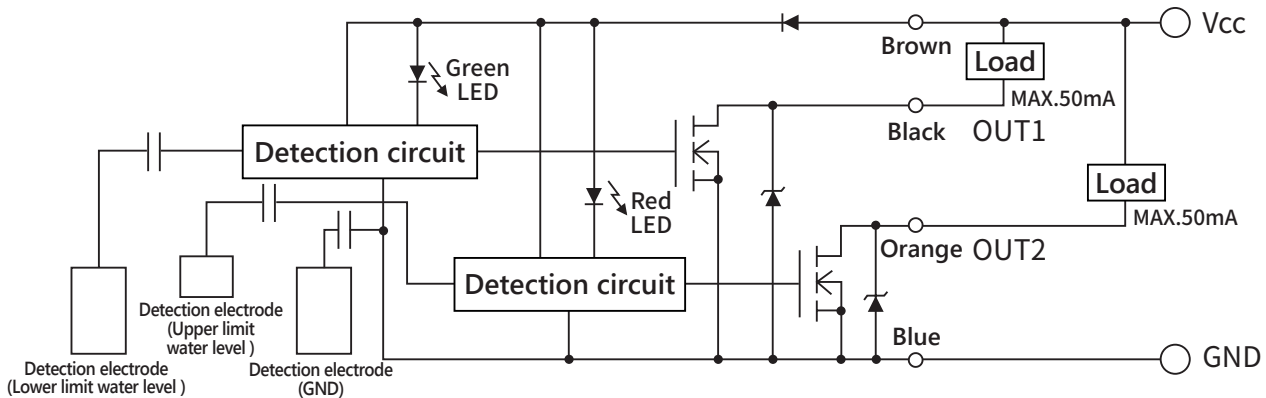 Vcc
Brown
Load
MAX.50mA
Green
LED
Black OUT1
Detection circuit
Load
MAX.50mA
Red
LED
Orange OUT2
Detection circuit
Detection electrode
(Upper limit
water level )
Blue
GND
Detection electrode
(Lower limit water level )
Detection electrode
(GND)